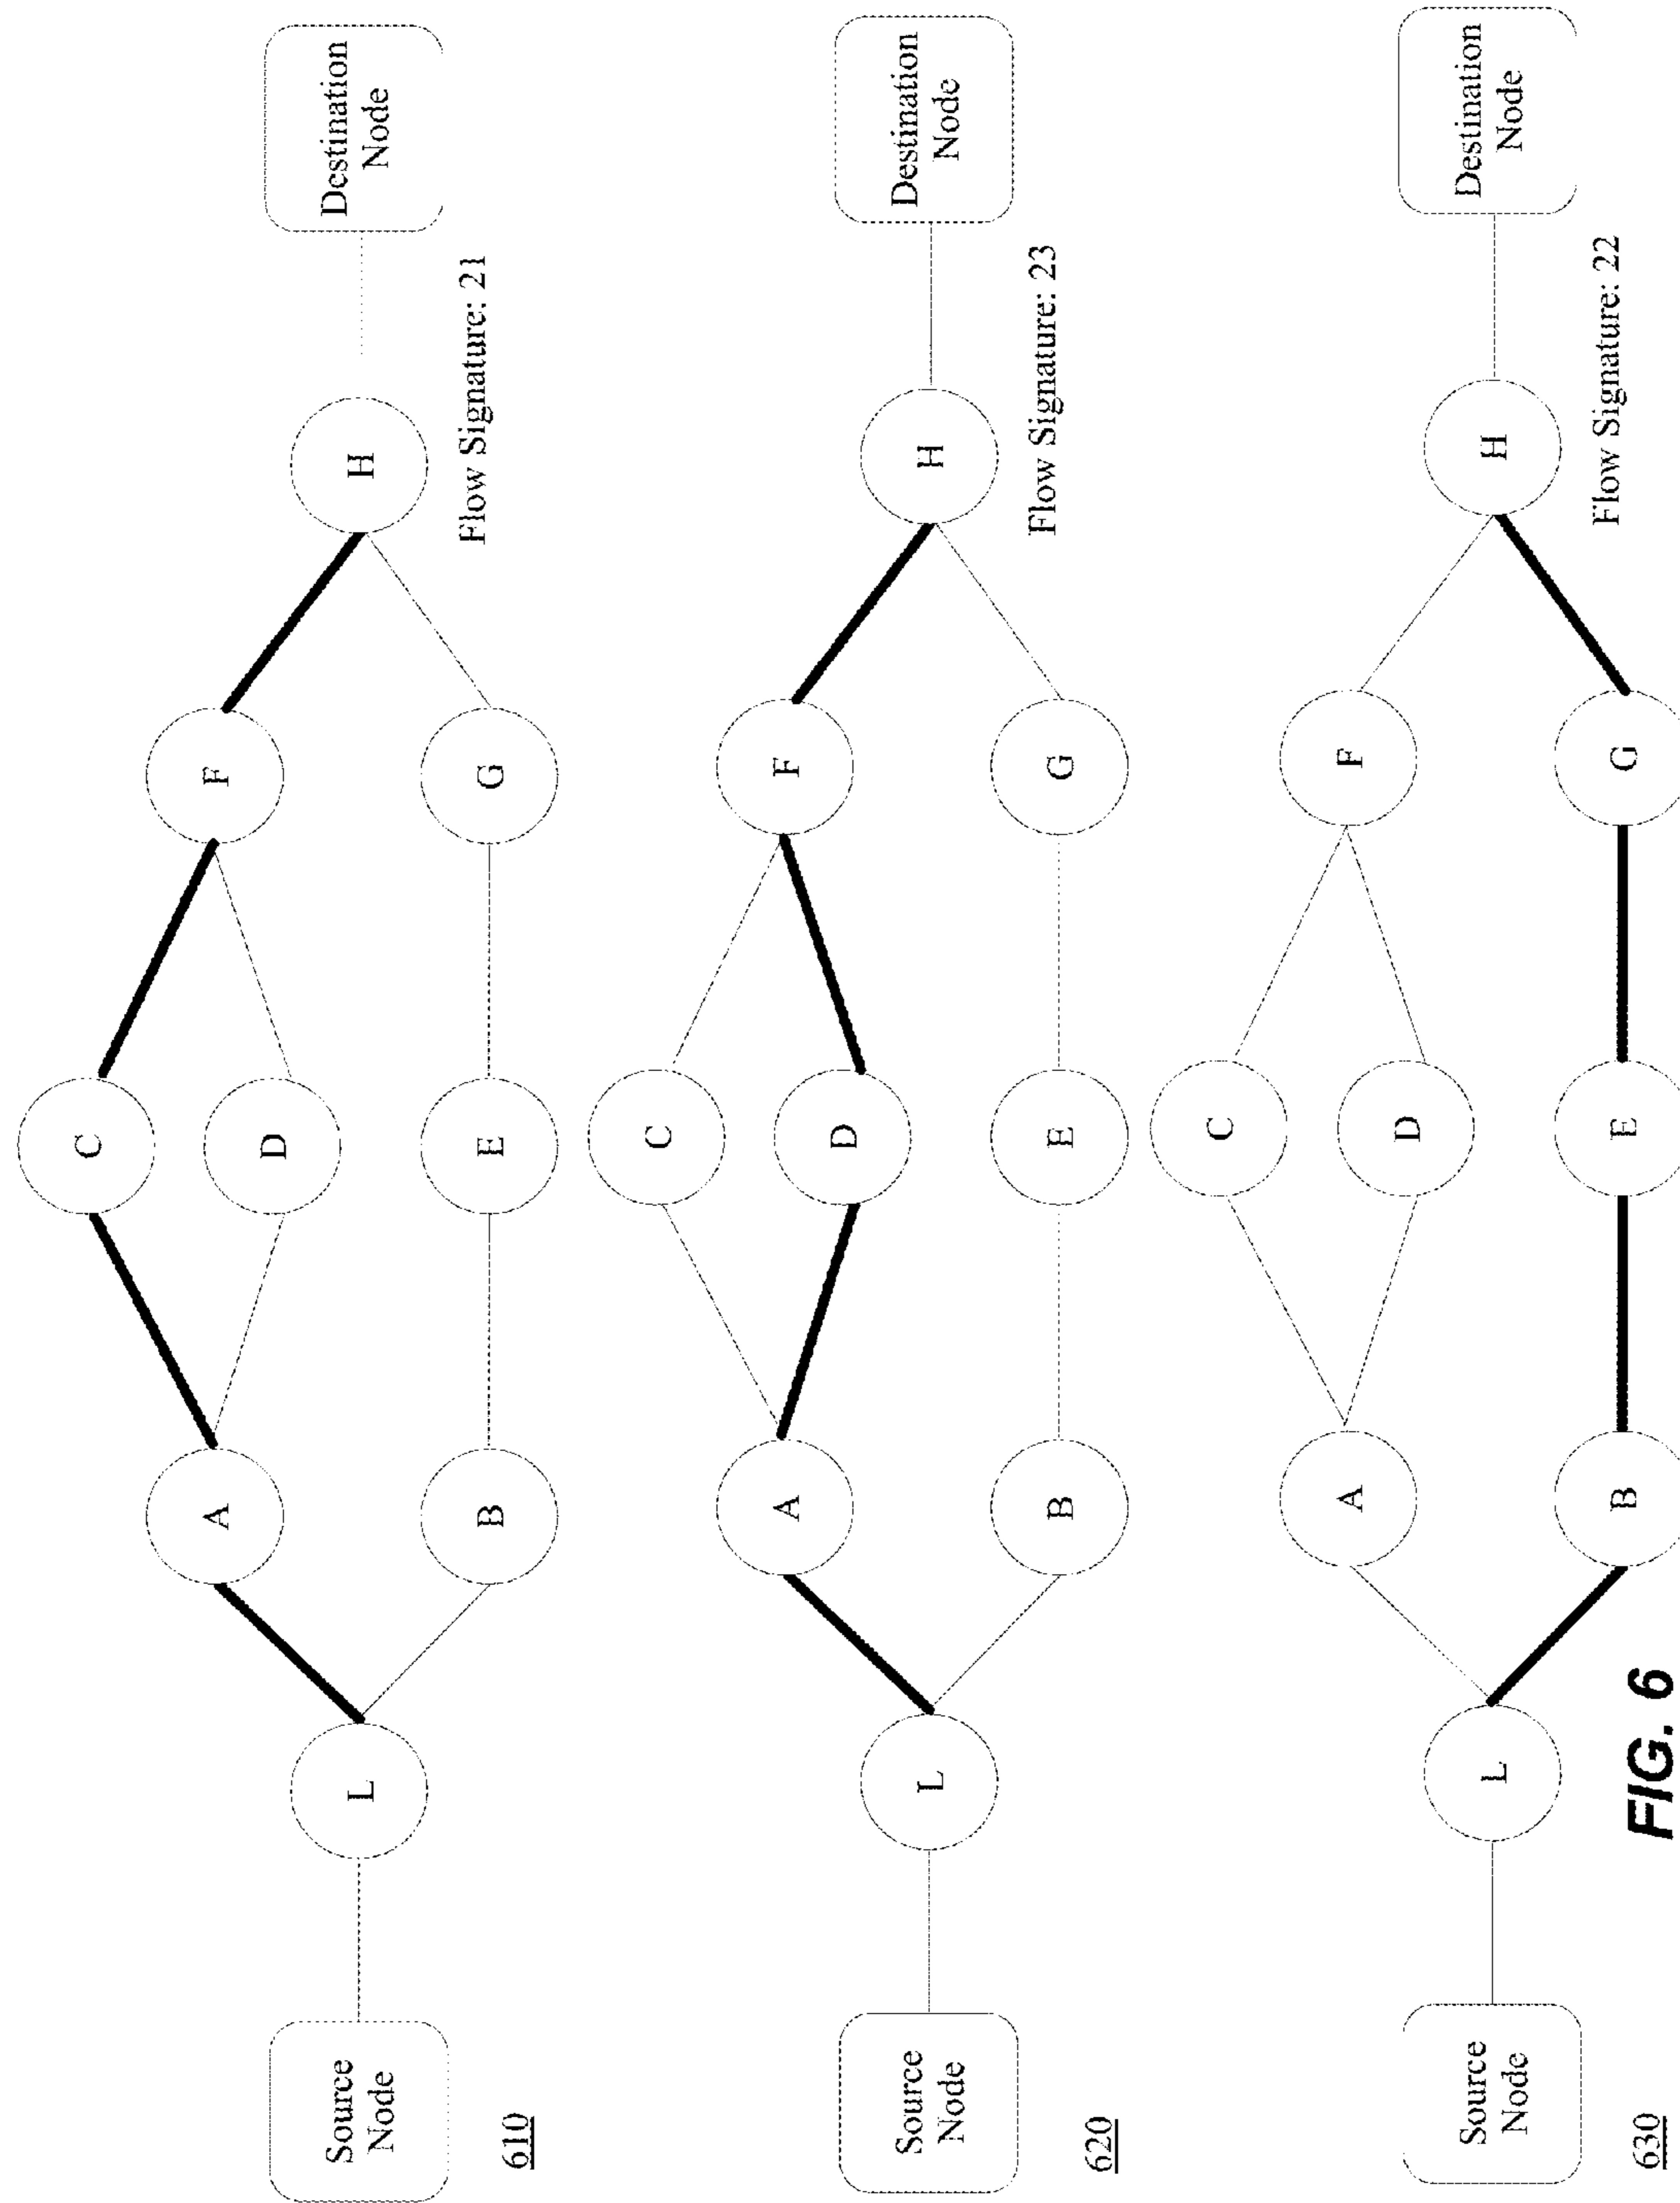 Source
Node
L
A
B
C
D
E
F
G
H
Destination
Node
Flow Signature: 21
610
Source
Node
L
A
B
C
D
E
F
G
H
Destination
Node
Flow Signature: 23
620
Source
Node
L
A
B
C
D
E
F
G
H
Destination
Node
Flow Signature: 22
630
FIG. 6